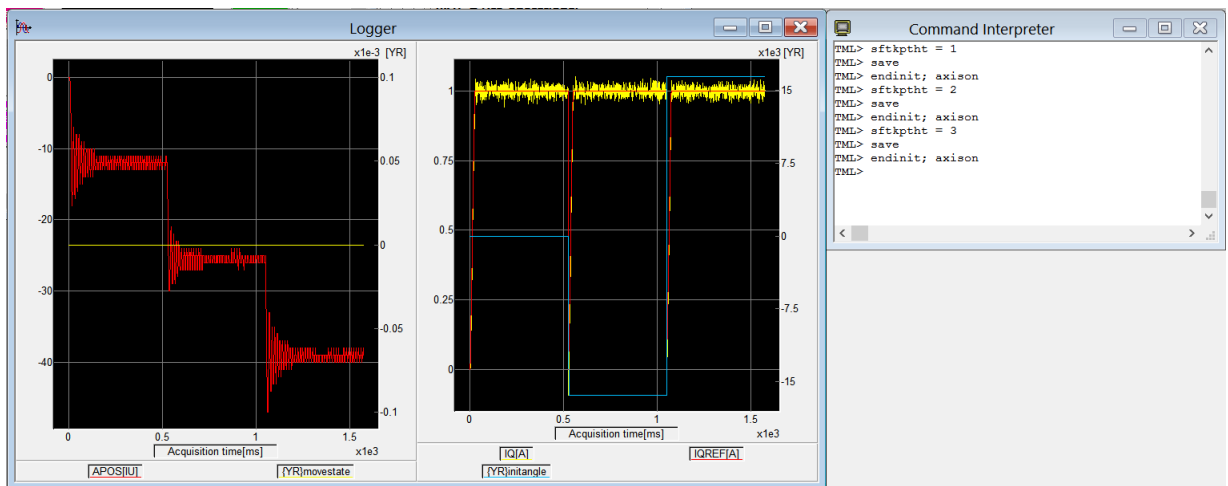 Logger
x1e-3 [YR]
0
-10
-20
-30
-40
0.1
0.05
0
-0.05
-0.1
0
0.5
1
1.5
Acquisition time[ms]
x1e3
APOS[IU]
{YR}movestate
x1e3 [YR]
1
0.75
0.5
0.25
0
15
7.5
0
-7.5
-15
0
0.5
1
1.5
Acquisition time[ms]
x1e3
IQ[A]
IQREF[A]
{YR}initangle
Command Interpreter
TML> sftkptht = 1
TML> save
TML> endinit; axison
TML> sftkptht = 2
TML> save
TML> endinit; axison
TML> sftkptht = 3
TML> save
TML> endinit; axison
TML>